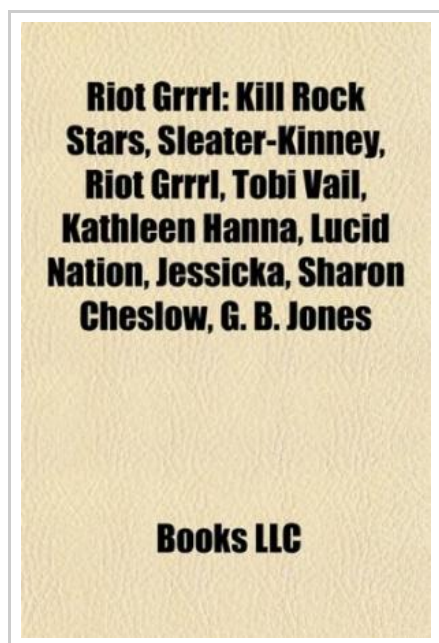 Riot Grrrl: Kill Rock
Stars, Sleater-Kinney,
Riot Grrrl, Tobi Vail,
Kathleen Hanna, Lucid
Nation, Jessicka, Sharon
Cheslow, G. B. Jones
Books LLC